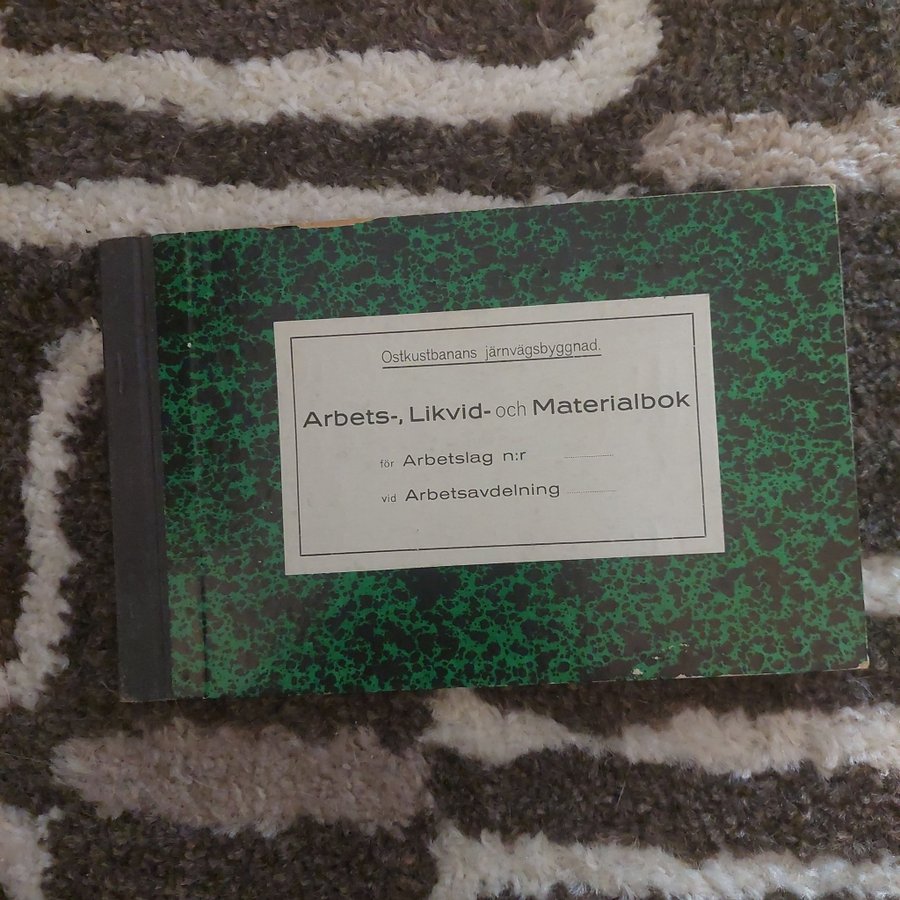 Ostkustbanans järnvägsbyggnad.
Arbets-, Likvid- och Materialbok
för Arbetslag n:r
vid Arbetsavdelning